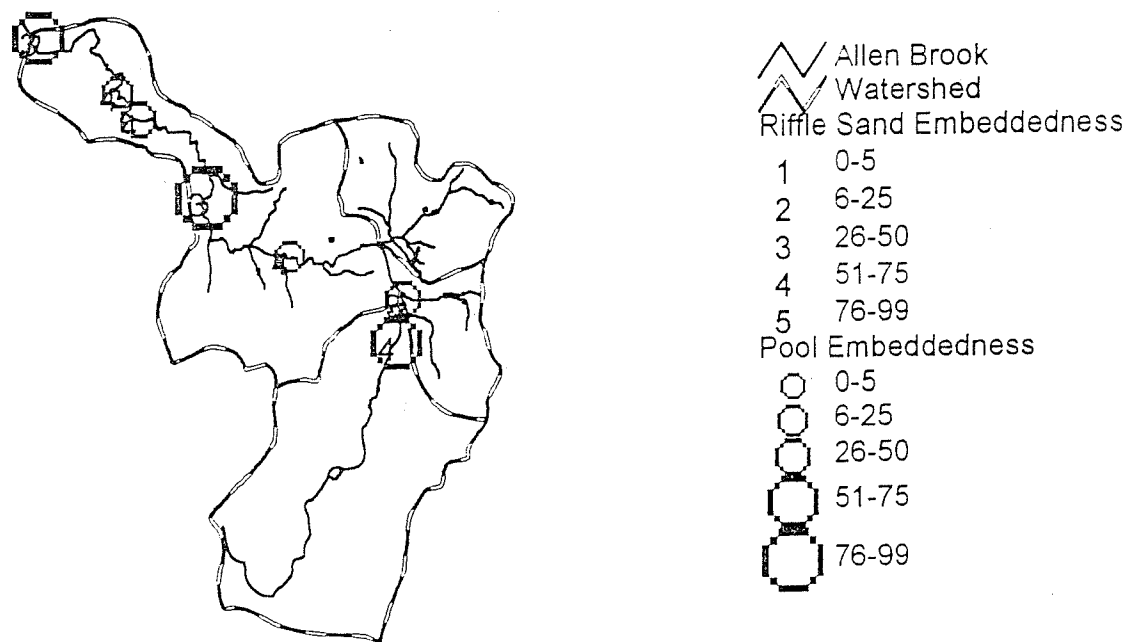 Allen Brook
Watershed
Riffle Sand Embeddedness
1 0-5
2 6-25
3 26-50
4 51-75
5 76-99
Pool Embeddedness
0-5
6-25
26-50
51-75
76-99
4